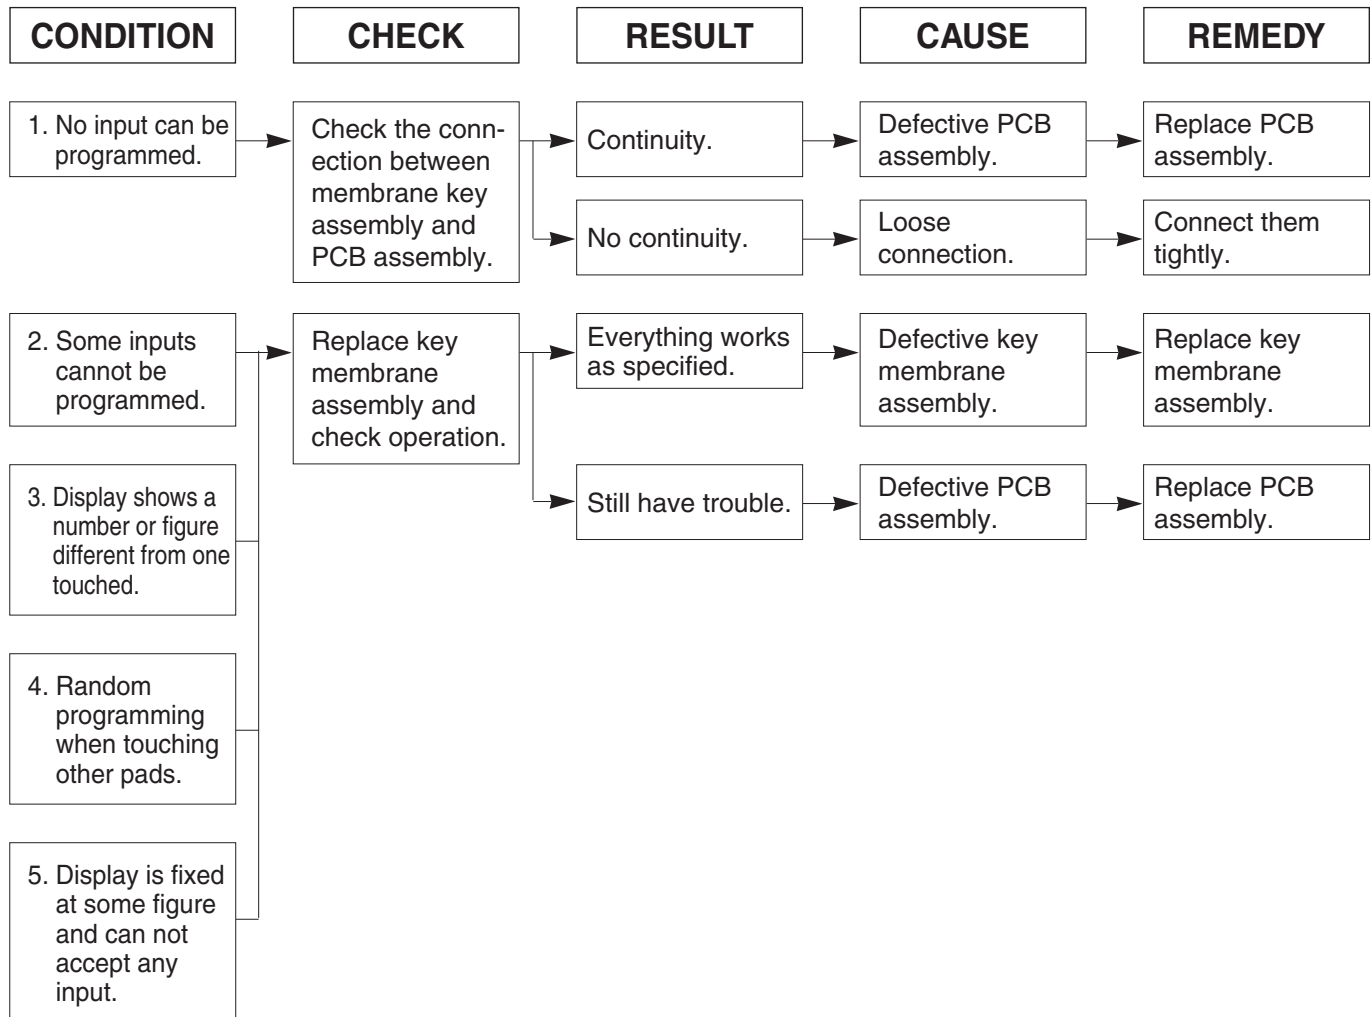 CONDITION
CHECK
RESULT
CAUSE
REMEDY
1. No input can be
programmed.
Check the conn-
ection between
membrane key
assembly and
PCB assembly.
Continuity.
Defective PCB
assembly.
Replace PCB
assembly.
No continuity.
Loose
connection.
Connect them
tightly.
2. Some inputs
cannot be
programmed.
Replace key
membrane
assembly and
check operation.
Everything works
as specified.
Defective key
membrane
assembly.
Replace key
membrane
assembly.
3. Display shows a
number or figure
different from one
touched.
Still have trouble.
Defective PCB
assembly.
Replace PCB
assembly.
4. Random
programming
when touching
other pads.
5. Display is fixed
at some figure
and can not
accept any
input.